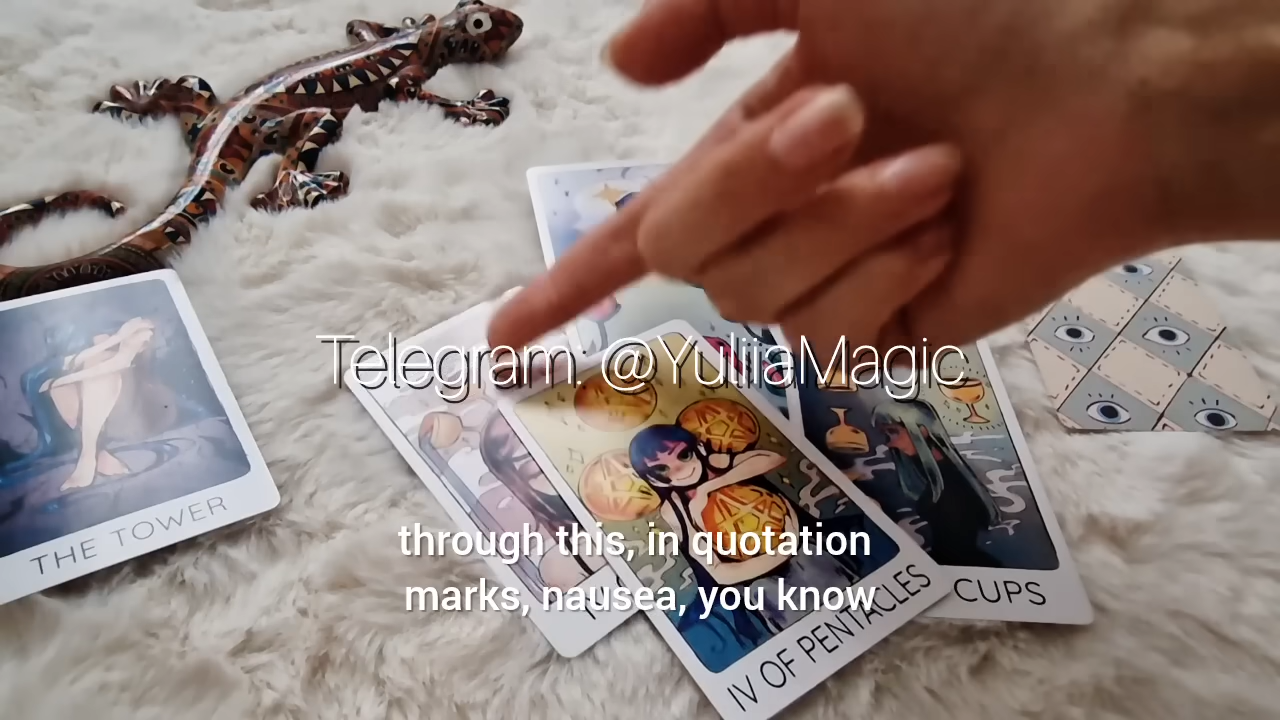 Telegram: @YuliiaMagic
through this, in quotation
marks, nausea, you know
THE TOWER
IV OF PENTACLES
CUPS